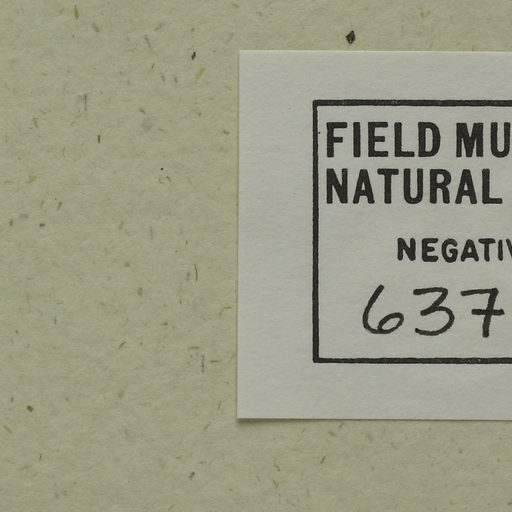 FIELD MU
NATURAL
NEGATIV
637